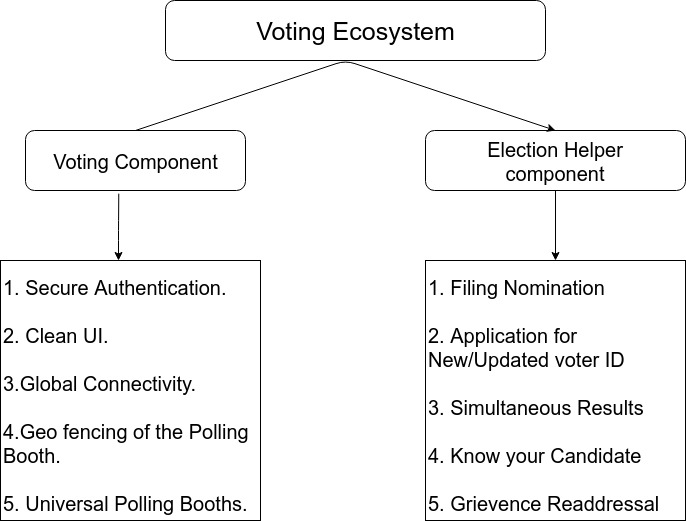 Voting Ecosystem
Voting Component
Election Helper
component
1. Secure Authentication.
2. Clean UI.
3.Global Connectivity.
4.Geo fencing of the Polling
Booth.
5. Universal Polling Booths.
1. Filing Nomination
2. Application for
New/Updated voter ID
3. Simultaneous Results
4. Know your Candidate
5. Grievence Readdressal